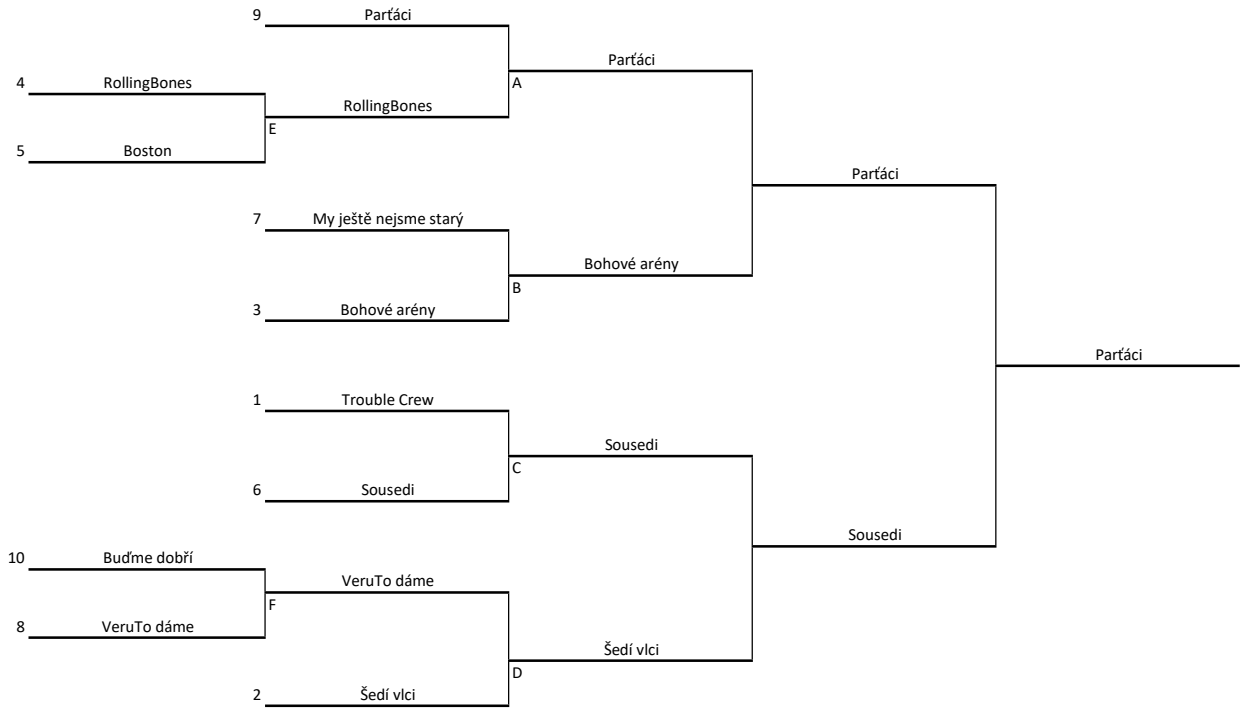 9 Parťáci
Parťáci
4 RollingBones
A
RollingBones
E
5 Boston
Parťáci
7 My ještě nejsme starý
Bohové arény
B
3 Bohové arény
Parťáci
1 Trouble Crew
Sousedi
C
6 Sousedi
Sousedi
10 Buďme dobří
VeruTo dáme
F
8 VeruTo dáme
Šedí vlci
D
2 Šedí vlci